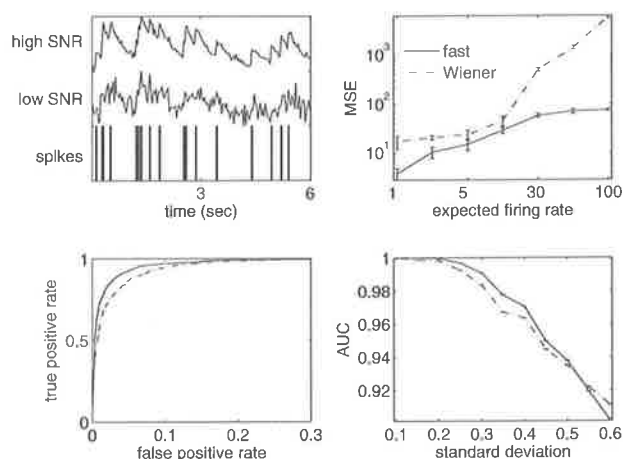 high SNR
low SNR
spikes
3
6
time (sec)
10³
10²
10¹
MSE
fast
Wiener
1
5
30
100
expected firing rate
1
0.5
0
true positive rate
0
0.1
0.2
0.3
false positive rate
1
0.98
0.96
0.94
0.92
AUC
0.1
0.2
0.3
0.4
0.5
0.6
standard deviation